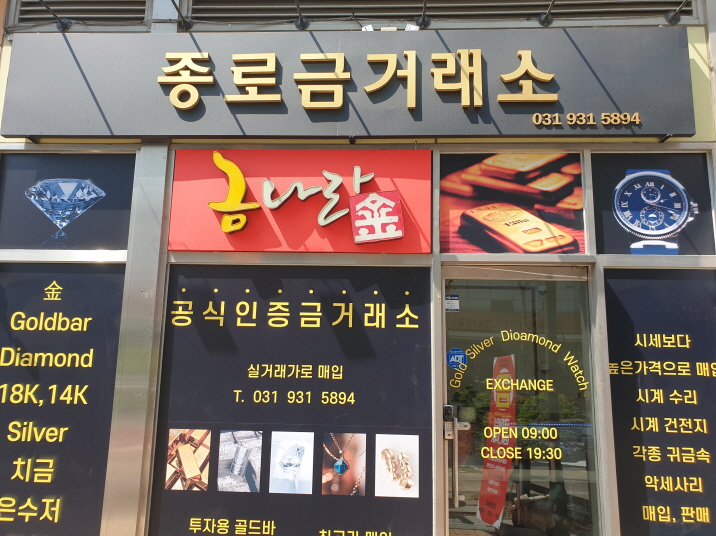 종로금거래소
031 931 5894
금나라 金
金
Goldbar
Diamond
18K,14K
Silver
치금
은수저
공식인증금거래소
실거래가로 매입
T. 031 931 5894
투자용 골드바
Gold Silver Dioamond Watch
EXCHANGE
OPEN 09:00
CLOSE 19:30
ADT
시세보다
높은가격으로 매입
시계 수리
시계 건전지
각종 귀금속
악세사리
매입, 판매